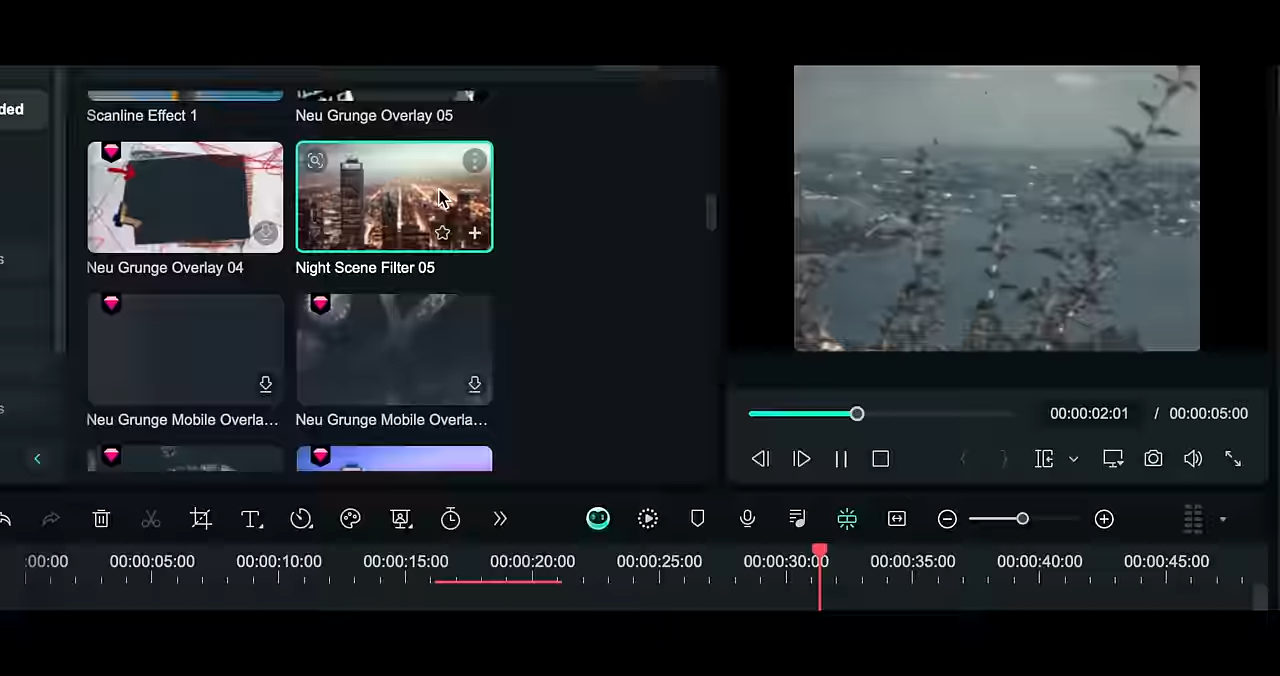 ded
Scanline Effect 1
Neu Grunge Overlay 05
Neu Grunge Overlay 04
Night Scene Filter 05
s
Neu Grunge Mobile Overla...
Neu Grunge Mobile Overla...
s
00:00:02:01 / 00:00:05:00
:00:00
00:00:05:00
00:00:10:00
00:00:15:00
00:00:20:00
00:00:25:00
00:00:30:00
00:00:35:00
00:00:40:00
00:00:45:00